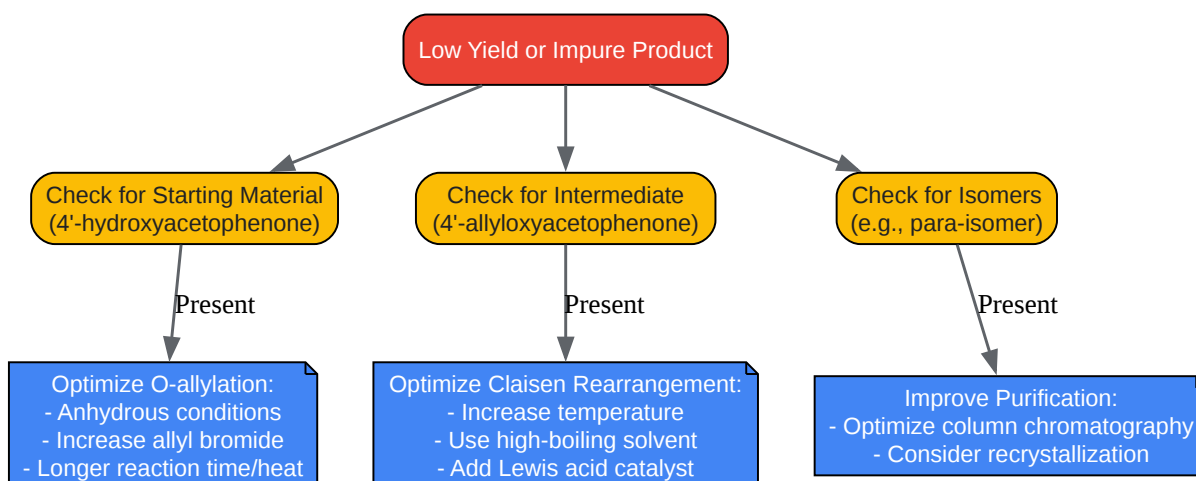 Low Yield or Impure Product
Check for Starting Material
(4'-hydroxyacetophenone)
Check for Intermediate
(4'-allyloxyacetophenone)
Check for Isomers
(e.g., para-isomer)
Present
Present
Present
Optimize O-allylation:
- Anhydrous conditions
- Increase allyl bromide
- Longer reaction time/heat
Optimize Claisen Rearrangement:
- Increase temperature
- Use high-boiling solvent
- Add Lewis acid catalyst
Improve Purification:
- Optimize column chromatography
- Consider recrystallization